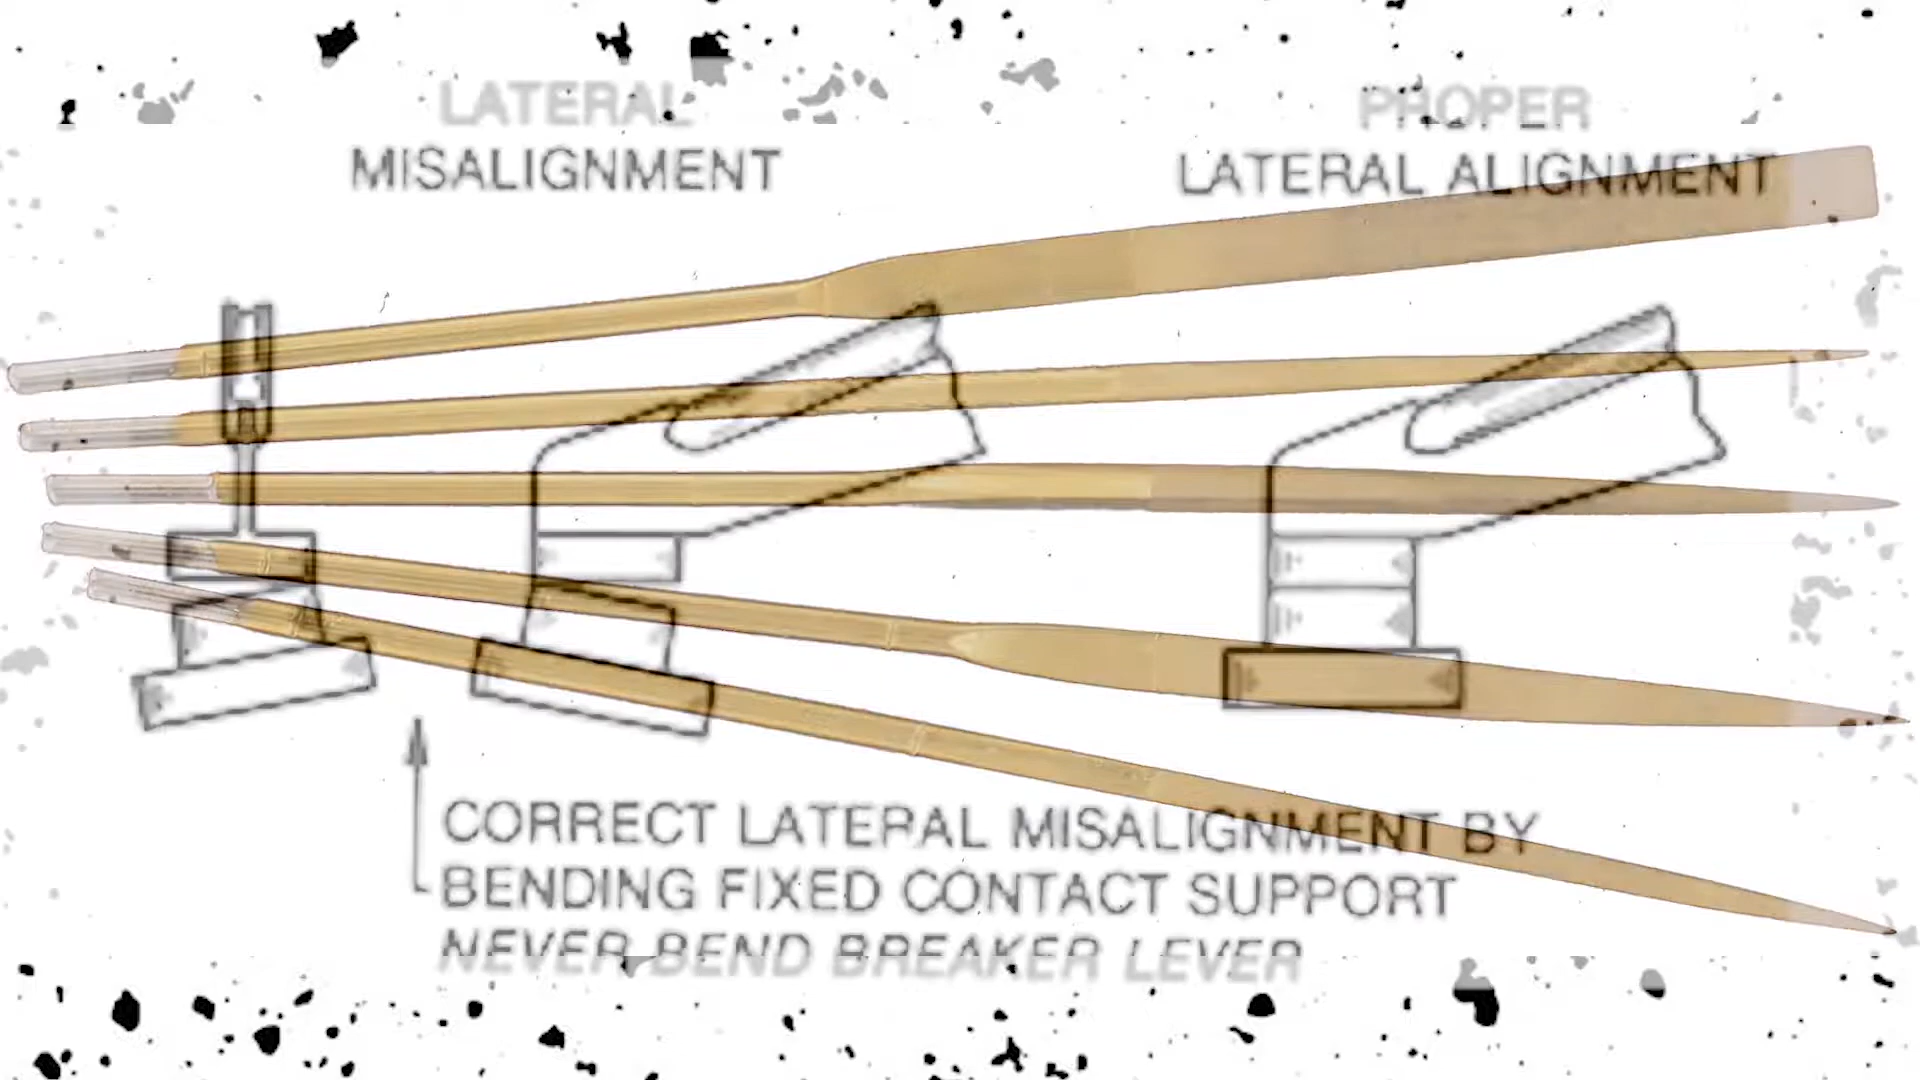 LATERAL
MISALIGNMENT
PROPER
LATERAL ALIGNMENT
CORRECT LATERAL MISALIGNMENT BY
BENDING FIXED CONTACT SUPPORT
NEVER BEND BREAKER LEVER